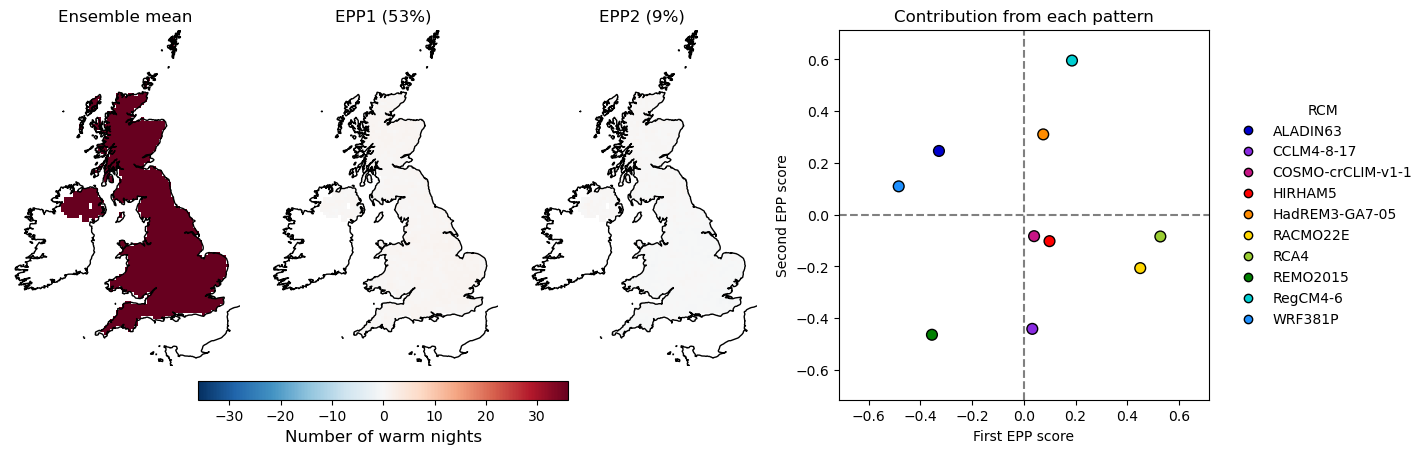 Ensemble mean
EPP1 (53%)
EPP2 (9%)
−30 −20 −10 0 10 20 30
Number of warm nights
Contribution from each pattern
Second EPP score
0.6
0.4
0.2
0.0
−0.2
−0.4
−0.6
−0.6 −0.4 −0.2 0.0 0.2 0.4 0.6
First EPP score
RCM
ALADIN63
CCLM4-8-17
COSMO-crCLIM-v1-1
HIRHAM5
HadREM3-GA7-05
RACMO22E
RCA4
REMO2015
RegCM4-6
WRF381P